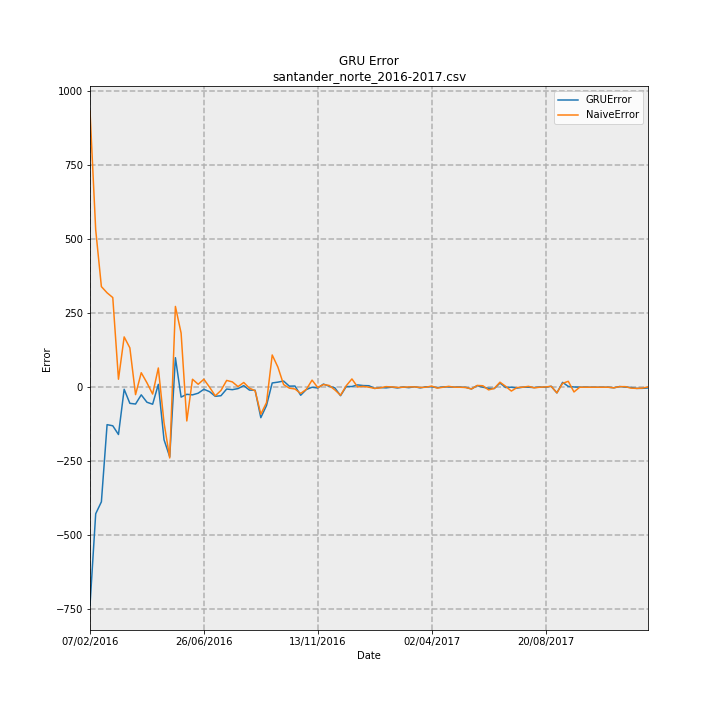 GRU Error
santander_norte_2016-2017.csv
GRUError
NaiveError
1000
750
500
250
0
−250
−500
−750
Error
07/02/2016
26/06/2016
13/11/2016
02/04/2017
20/08/2017
Date